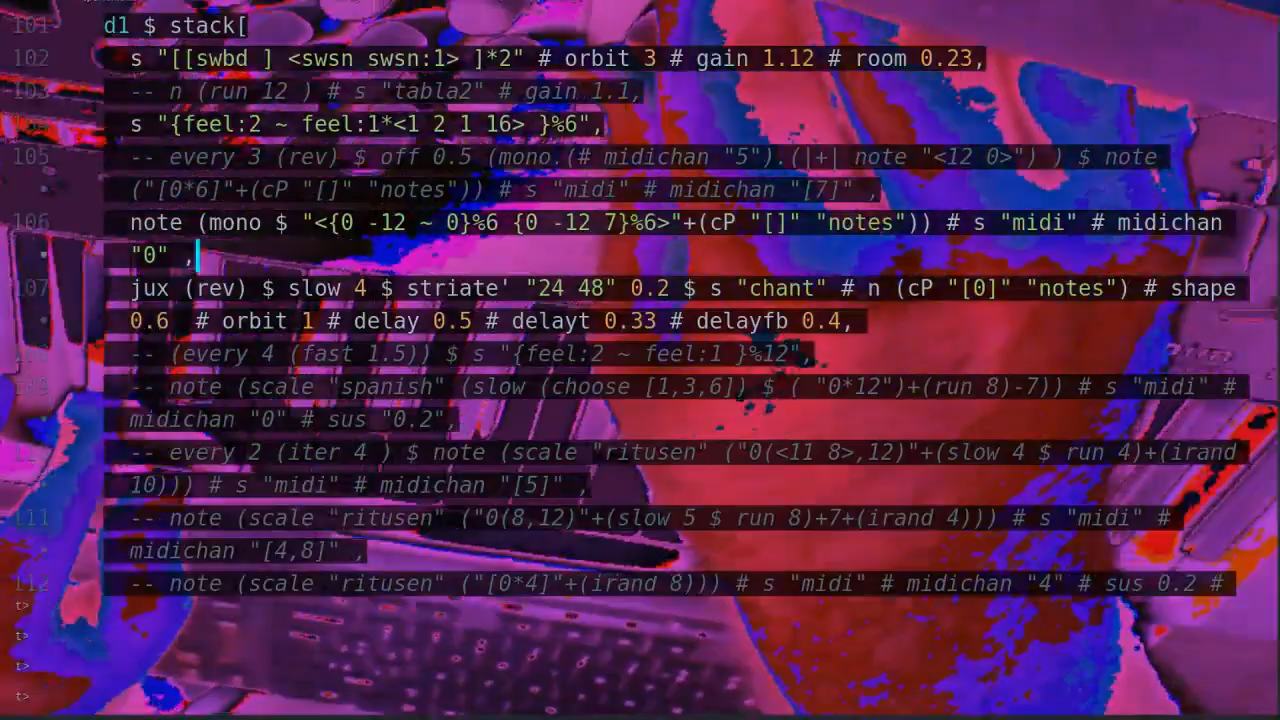 101 d1 $ stack[
102 s "[[swbd ] <swsn swsn:1> ]*2" # orbit 3 # gain 1.12 # room 0.23,
103 -- n (run 12 ) # s "tabla2" # gain 1.1,
s "{feel:2 ~ feel:1*<1 2 1 16> }%6",
105 -- every 3 (rev) $ off 0.5 (mono.(# midichan "5").(|+| note "<12 0>") ) $ note
("[0*6]"+(cP "[]" "notes")) # s "midi" # midichan "[7]" ,
106 note (mono $ "<{0 -12 ~ 0}%6 {0 -12 7}%6>"+(cP "[]" "notes")) # s "midi" # midichan
"0" ,
107 jux (rev) $ slow 4 $ striate' "24 48" 0.2 $ s "chant" # n (cP "[0]" "notes") # shape
0.6  # orbit 1 # delay 0.5 # delayt 0.33 # delayfb 0.4,
-- (every 4 (fast 1.5)) $ s "{feel:2 ~ feel:1 }%12",
-- note (scale "spanish" (slow (choose [1,3,6]) $ ( "0*12")+(run 8)-7)) # s "midi" #
midichan "0" # sus "0.2" ,
-- every 2 (iter 4 ) $ note (scale "ritusen" ("0(<11 8>,12)"+(slow 4 $ run 4)+(irand
10))) # s "midi" # midichan "[5]" ,
111 -- note (scale "ritusen" ("0(8,12)"+(slow 5 $ run 8)+7+(irand 4))) # s "midi" #
midichan "[4,8]" ,
112 -- note (scale "ritusen" ("[0*4]"+(irand 8))) # s "midi" # midichan "4" # sus 0.2 #
t>
t>
t>
t>